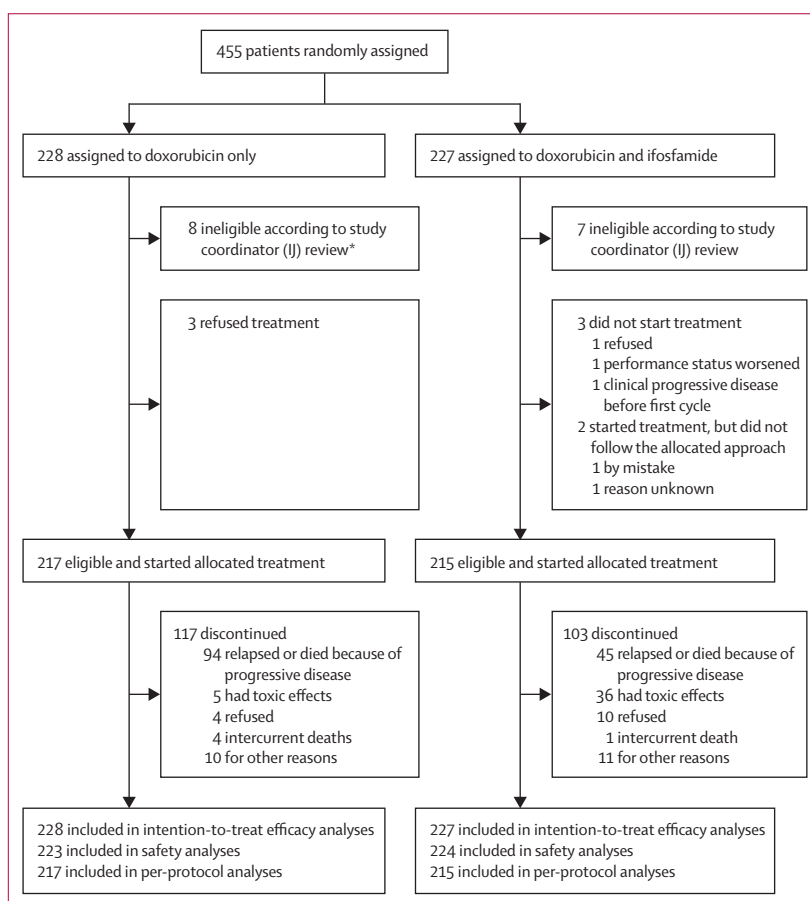 455 patients randomly assigned
228 assigned to doxorubicin only
227 assigned to doxorubicin and ifosfamide
8 ineligible according to study
coordinator (IJ) review*
7 ineligible according to study
coordinator (IJ) review
3 refused treatment
3 did not start treatment
1 refused
1 performance status worsened
1 clinical progressive disease
before first cycle
2 started treatment, but did not
follow the allocated approach
1 by mistake
1 reason unknown
217 eligible and started allocated treatment
215 eligible and started allocated treatment
117 discontinued
94 relapsed or died because of
progressive disease
5 had toxic effects
4 refused
4 intercurrent deaths
10 for other reasons
103 discontinued
45 relapsed or died because of
progressive disease
36 had toxic effects
10 refused
1 intercurrent death
11 for other reasons
228 included in intention-to-treat efficacy analyses
223 included in safety analyses
217 included in per-protocol analyses
227 included in intention-to-treat efficacy analyses
224 included in safety analyses
215 included in per-protocol analyses